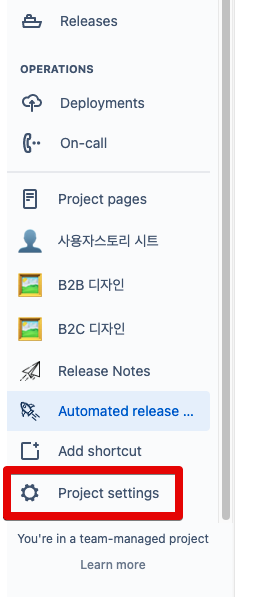 Releases
OPERATIONS
Deployments
On-call
Project pages
사용자스토리 시트
B2B 디자인
B2C 디자인
Release Notes
Automated release ...
Add shortcut
Project settings
You're in a team-managed project
Learn more